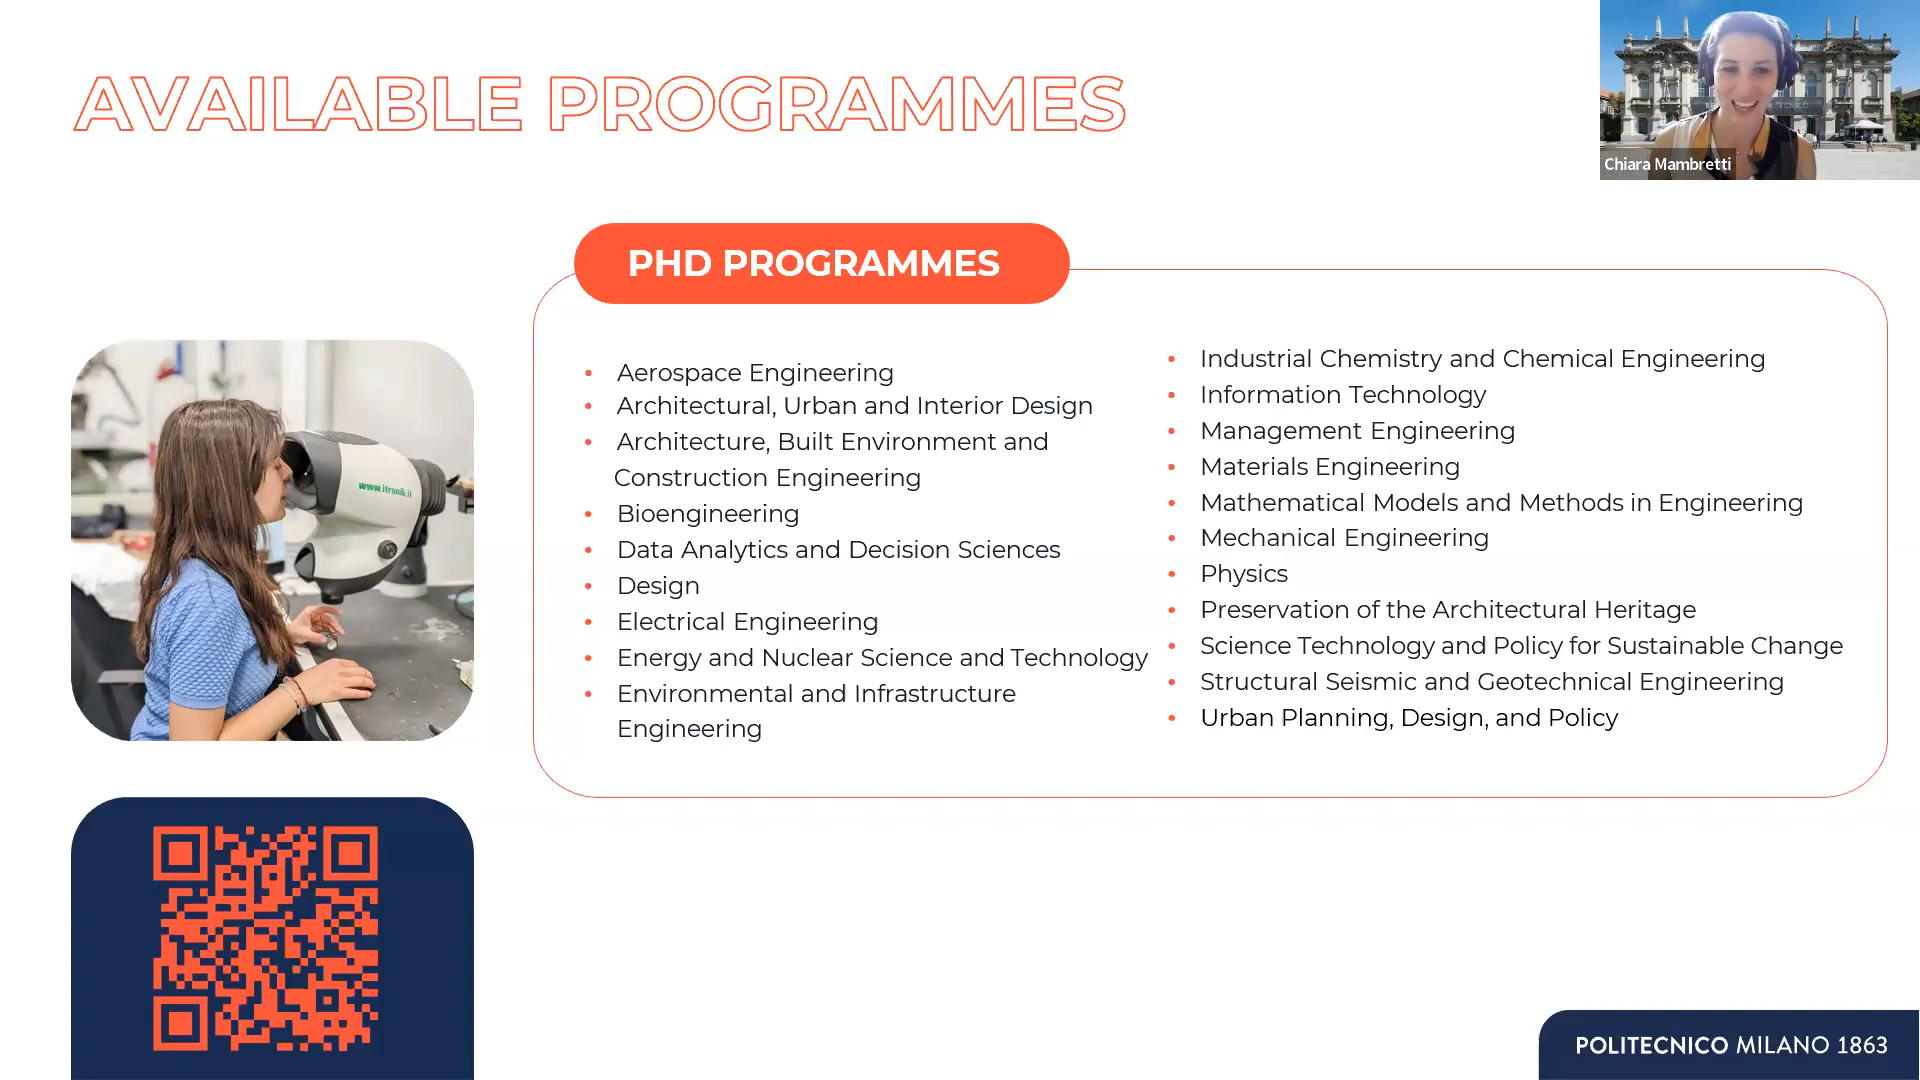 AVAILABLE PROGRAMMES
Chiara Mambretti
PHD PROGRAMMES
• Aerospace Engineering
• Architectural, Urban and Interior Design
• Architecture, Built Environment and
Construction Engineering
• Bioengineering
• Data Analytics and Decision Sciences
• Design
• Electrical Engineering
• Energy and Nuclear Science and Technology
• Environmental and Infrastructure
Engineering
• Industrial Chemistry and Chemical Engineering
• Information Technology
• Management Engineering
• Materials Engineering
• Mathematical Models and Methods in Engineering
• Mechanical Engineering
• Physics
• Preservation of the Architectural Heritage
• Science Technology and Policy for Sustainable Change
• Structural Seismic and Geotechnical Engineering
• Urban Planning, Design, and Policy
www.itronik.it
POLITECNICO MILANO 1863